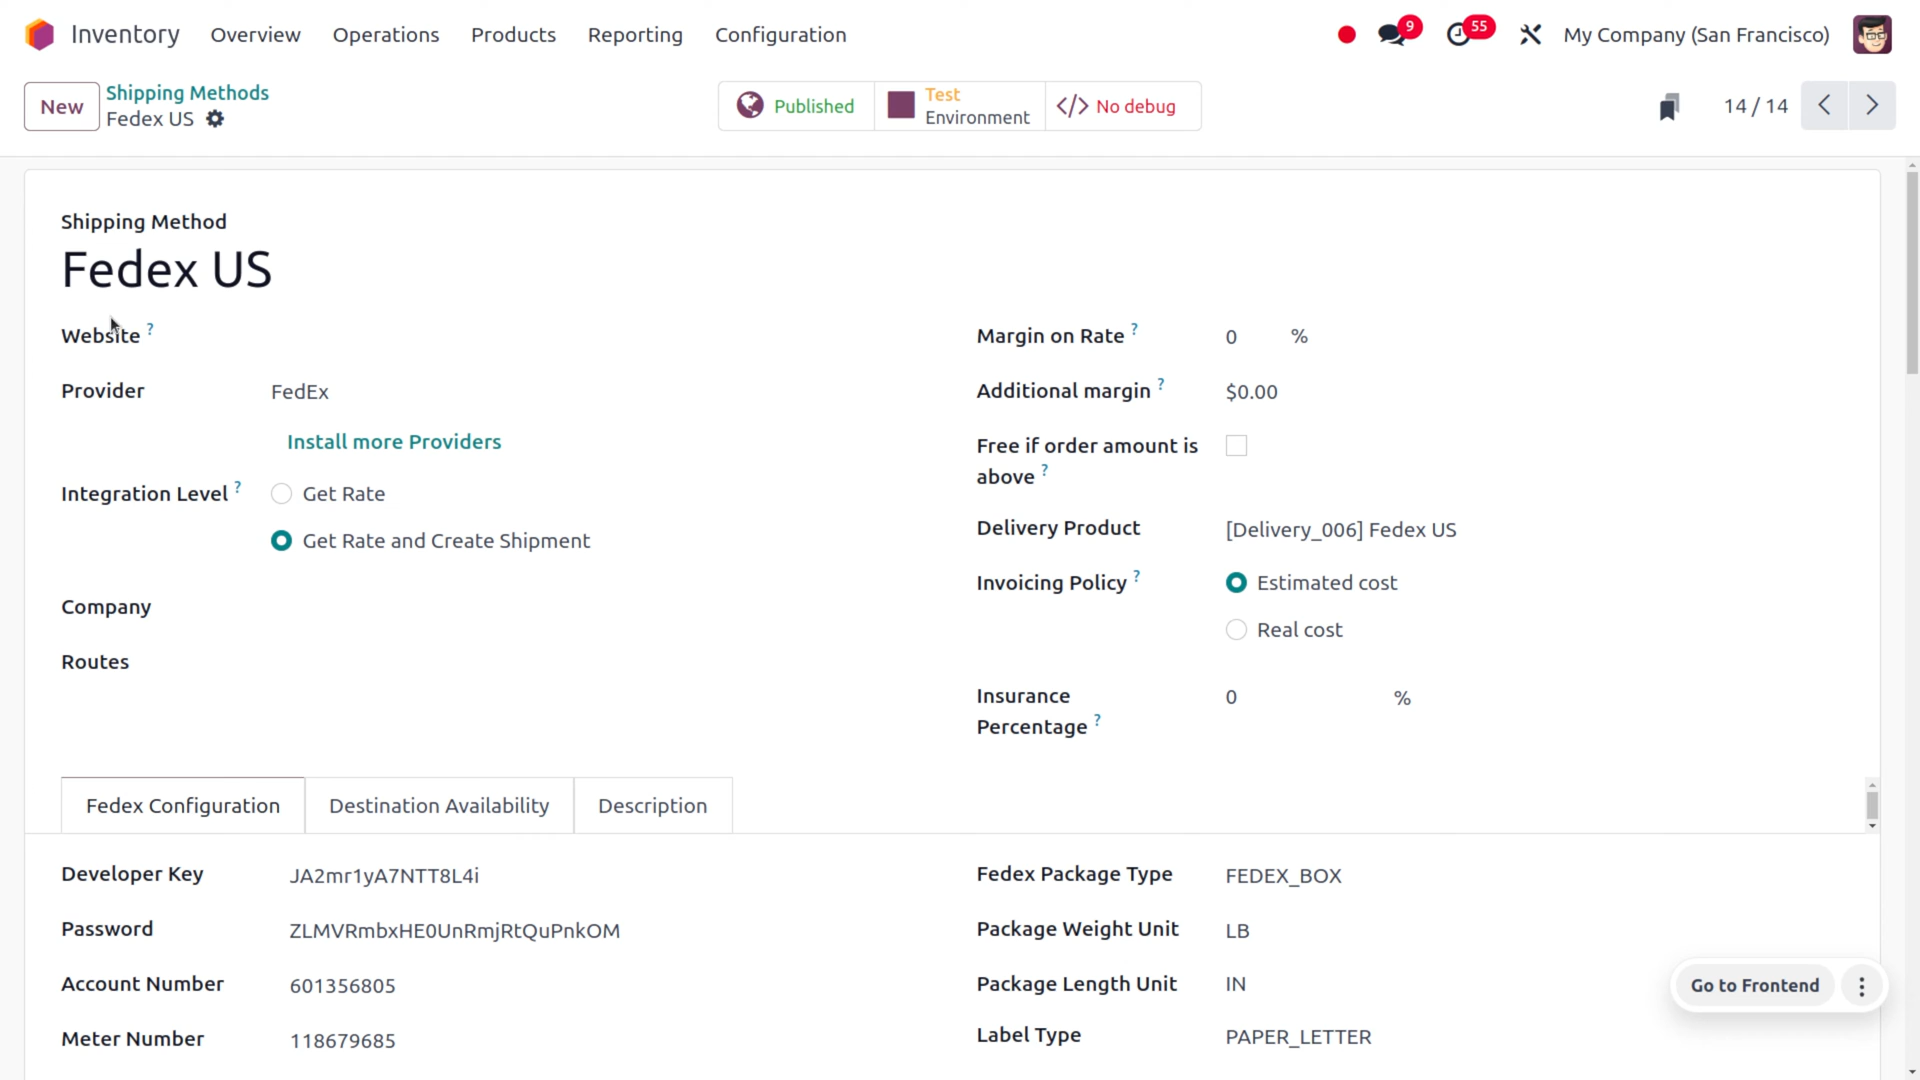 Inventory Overview Operations Products Reporting Configuration 9 55 My Company (San Francisco)
New
Shipping Methods
Fedex US
Published
Test
Environment
</> No debug
14 / 14
Shipping Method
Fedex US
Website ?
Provider FedEx
Install more Providers
Integration Level ? Get Rate
Get Rate and Create Shipment
Company
Routes
Margin on Rate ? 0 %
Additional margin ? $0.00
Free if order amount is
above ?
Delivery Product [Delivery_006] Fedex US
Invoicing Policy ? Estimated cost
Real cost
Insurance 0 %
Percentage ?
Fedex Configuration Destination Availability Description
Developer Key JA2mr1yA7NTT8L4i
Password ZLMVRmbxHE0UnRmjRtQuPnkOM
Account Number 601356805
Meter Number 118679685
Fedex Package Type FEDEX_BOX
Package Weight Unit LB
Package Length Unit IN
Label Type PAPER_LETTER
Go to Frontend